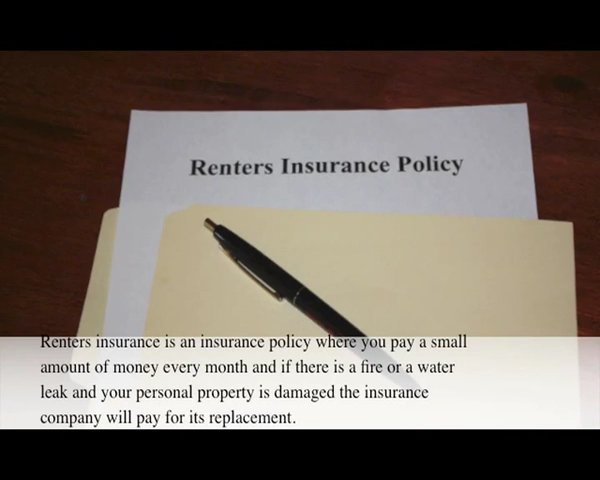 Renters Insurance Policy
Renters insurance is an insurance policy where you pay a small
amount of money every month and if there is a fire or a water
leak and your personal property is damaged the insurance
company will pay for its replacement.